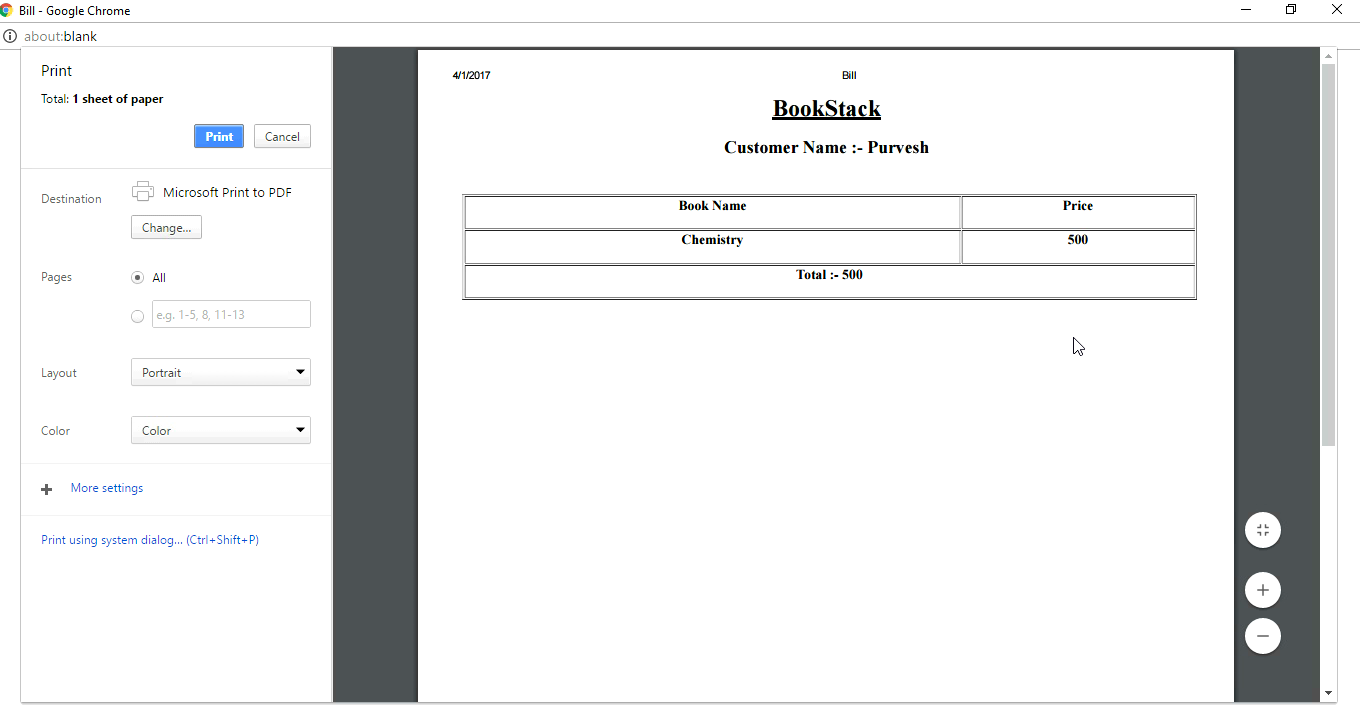 Bill - Google Chrome
about:blank
Print
Total: 1 sheet of paper
Print Cancel
Destination Microsoft Print to PDF
Change...
Pages All
e.g. 1-5, 8, 11-13
Layout Portrait
Color Color
More settings
Print using system dialog... (Ctrl+Shift+P)
4/1/2017 Bill
BookStack
Customer Name :- Purvesh
Book Name Price
Chemistry 500
Total :- 500